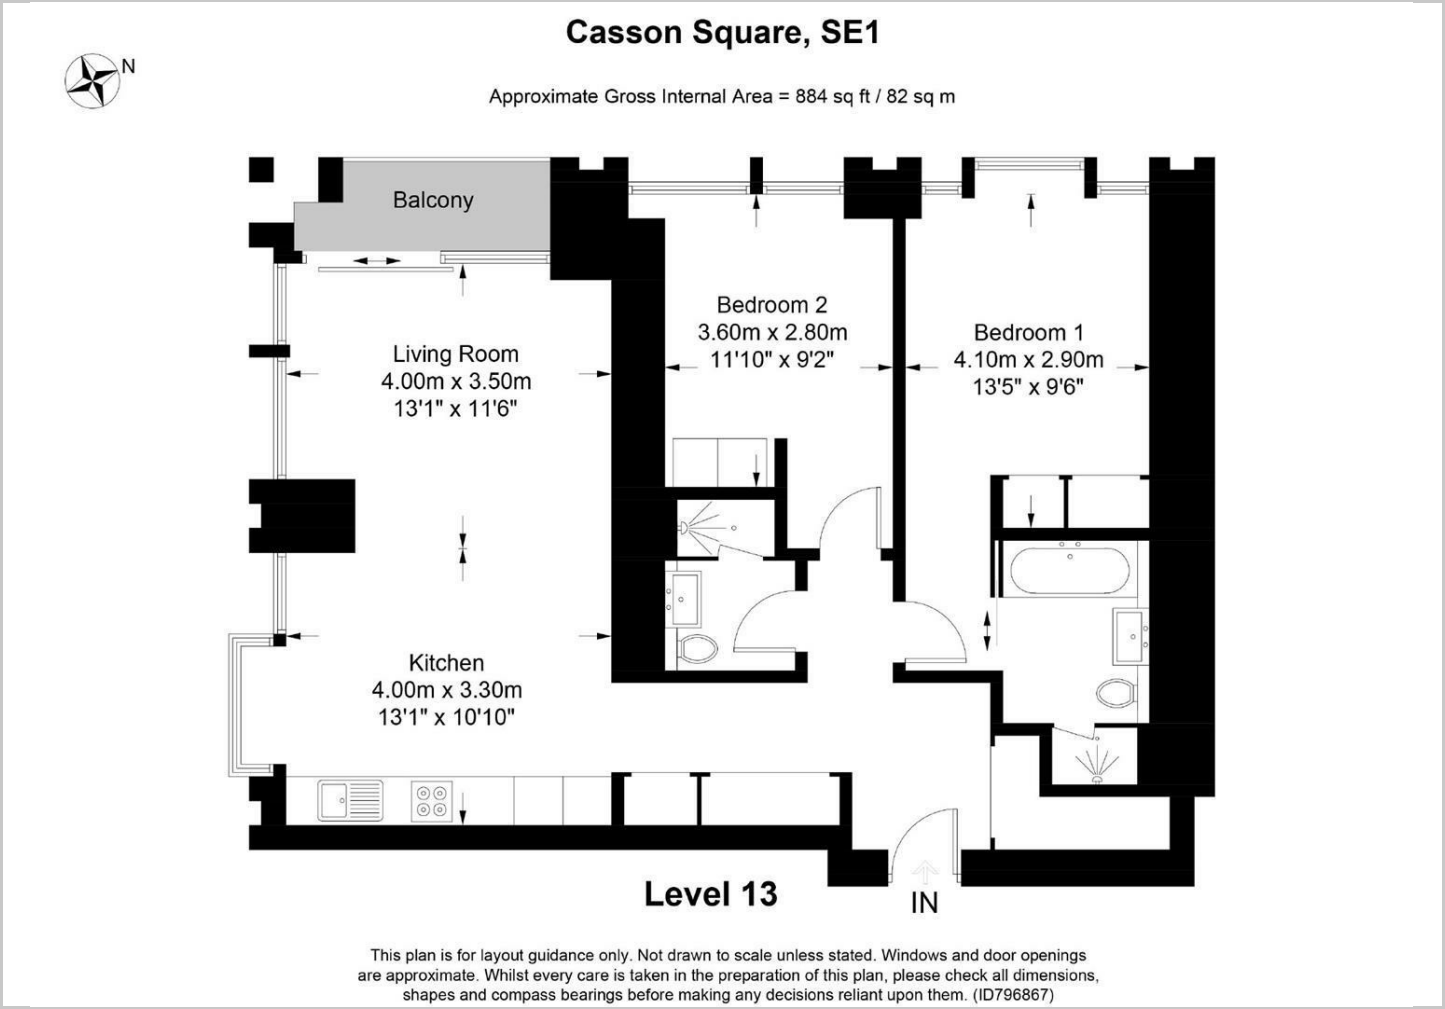 Casson Square, SE1
N
Approximate Gross Internal Area = 884 sq ft / 82 sq m
Balcony
Living Room
4.00m x 3.50m
13'1" x 11'6"
Bedroom 2
3.60m x 2.80m
11'10" x 9'2"
Bedroom 1
4.10m x 2.90m
13'5" x 9'6"
Kitchen
4.00m x 3.30m
13'1" x 10'10"
Level 13
IN
This plan is for layout guidance only. Not drawn to scale unless stated. Windows and door openings
are approximate. Whilst every care is taken in the preparation of this plan, please check all dimensions,
shapes and compass bearings before making any decisions reliant upon them. (ID796867)